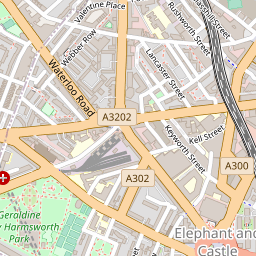 Valentine Place
Webber Row
Rushworth Street
Lancaster Street
Waterloo Road
A3202
Kell Street
Keyworth Street
A300
A302
Geraldine
Harmsworth
Park
Elephant and
Castle